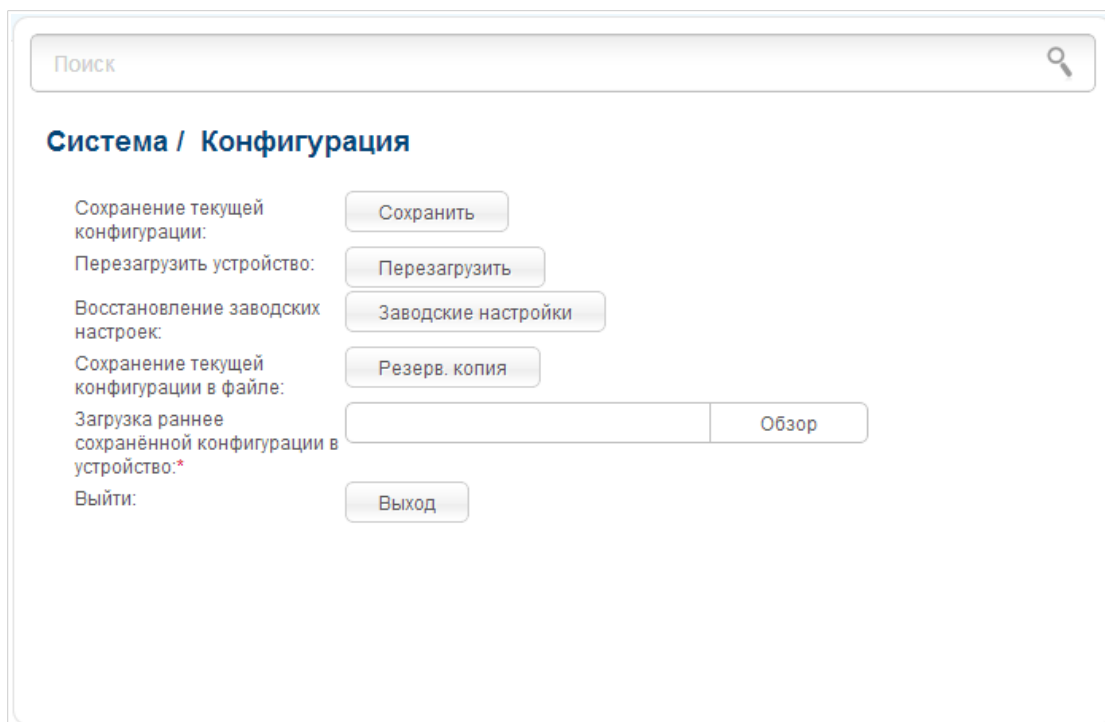 Поиск
Система / Конфигурация
Сохранение текущей
конфигурации:
Сохранить
Перезагрузить устройство:
Перезагрузить
Восстановление заводских
настроек:
Заводские настройки
Сохранение текущей
конфигурации в файле:
Резерв. копия
Загрузка раннее
сохранённой конфигурации в
устройство:*
Обзор
Выйти:
Выход